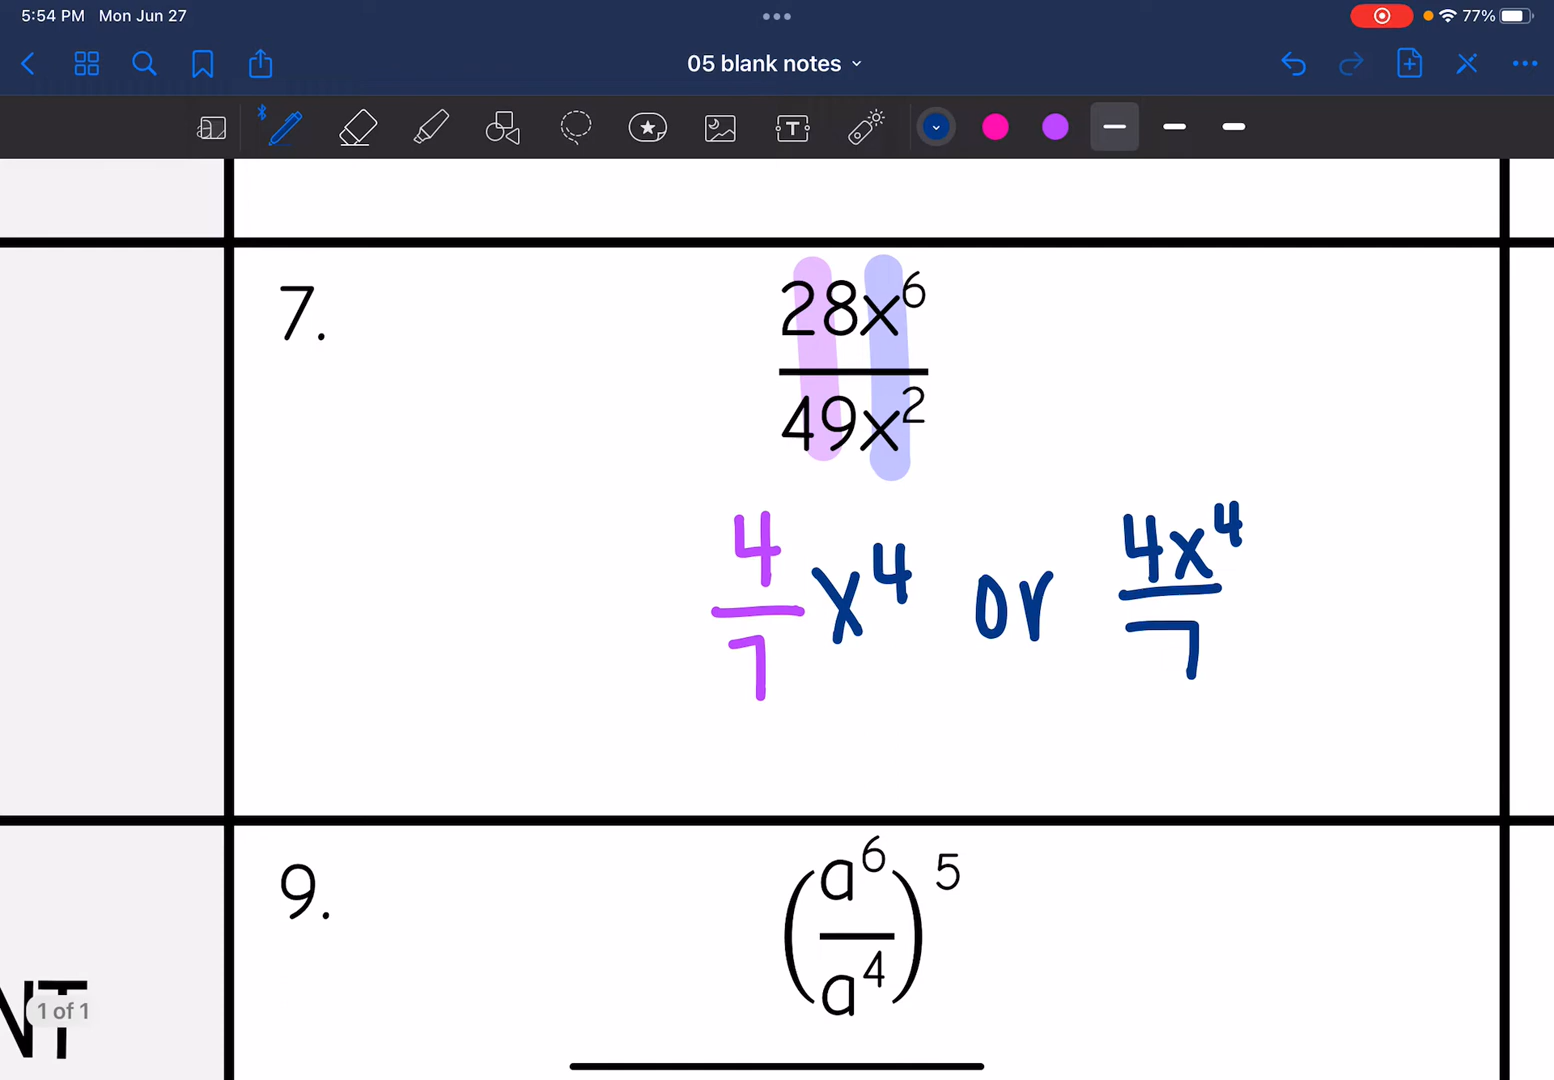 5:54 PM Mon Jun 27
77%
05 blank notes
T
7.
28x⁶
49x²
4/7 x⁴ or 4x⁴/7
9.
(a⁶/a⁴)⁵
NT
1 of 1